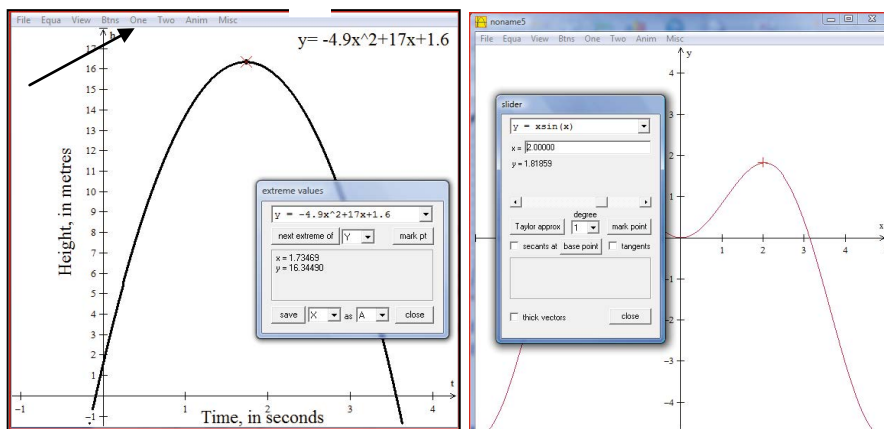 File Equa View Btns One Two Anim Misc
h
y= -4.9x^2+17x+1.6
17
16
15
14
13
12
11
10
9
8
7
6
5
4
3
2
1
-1
Height, in metres
extreme values
y = -4.9x^2+17x+1.6
next extreme of Y mark pt
x = 1.73469
y = 16.34490
save X as A close
t
-1 1 2 3 4
Time, in seconds
noname5
File Equa View Btns One Two Anim Misc
y
4
3
2
1
-1
-2
-3
-4
slider
y = xsin(x)
x = 2.00000
y = 1.81859
degree
Taylor approx 1 mark point
secants at base point tangents
thick vectors close
x
1 2 3 4 5